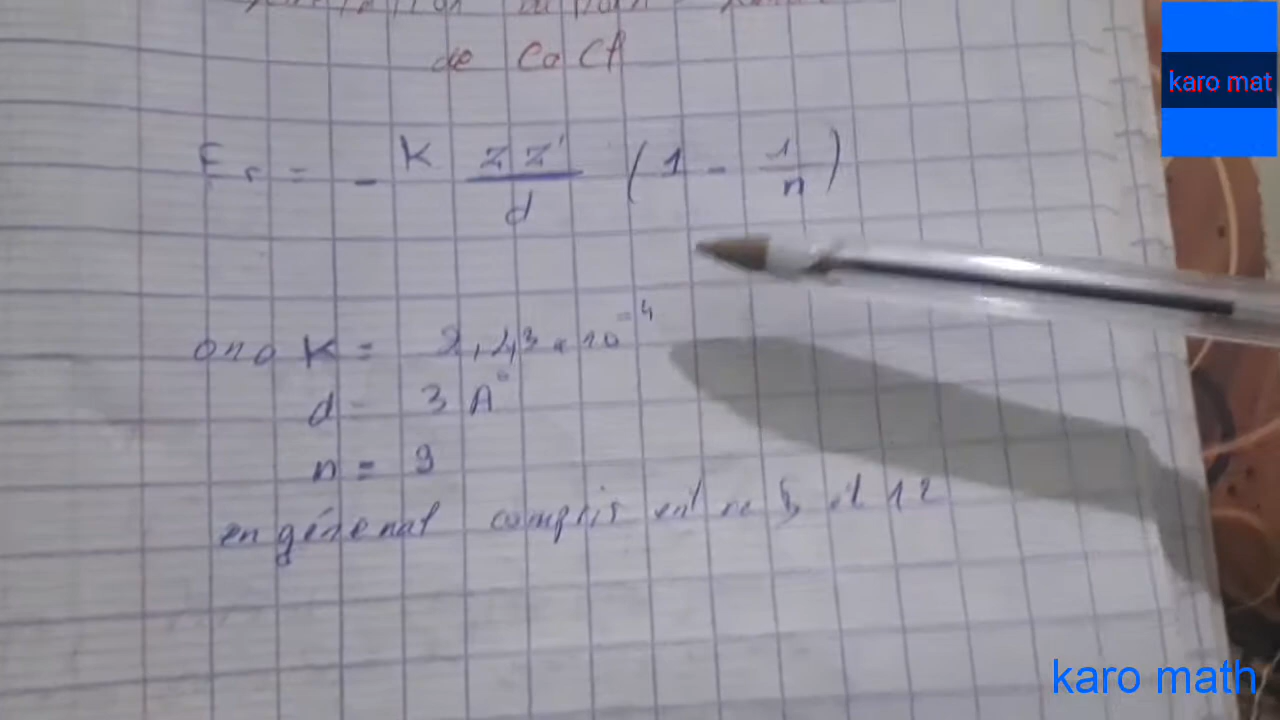 de CaCl
karo mat
Er = - K zz'/d (1 - 1/n)
ona K = 2,43 * 10^-4
d = 3 A°
n = 9
en général compris entre 5 et 12
karo math